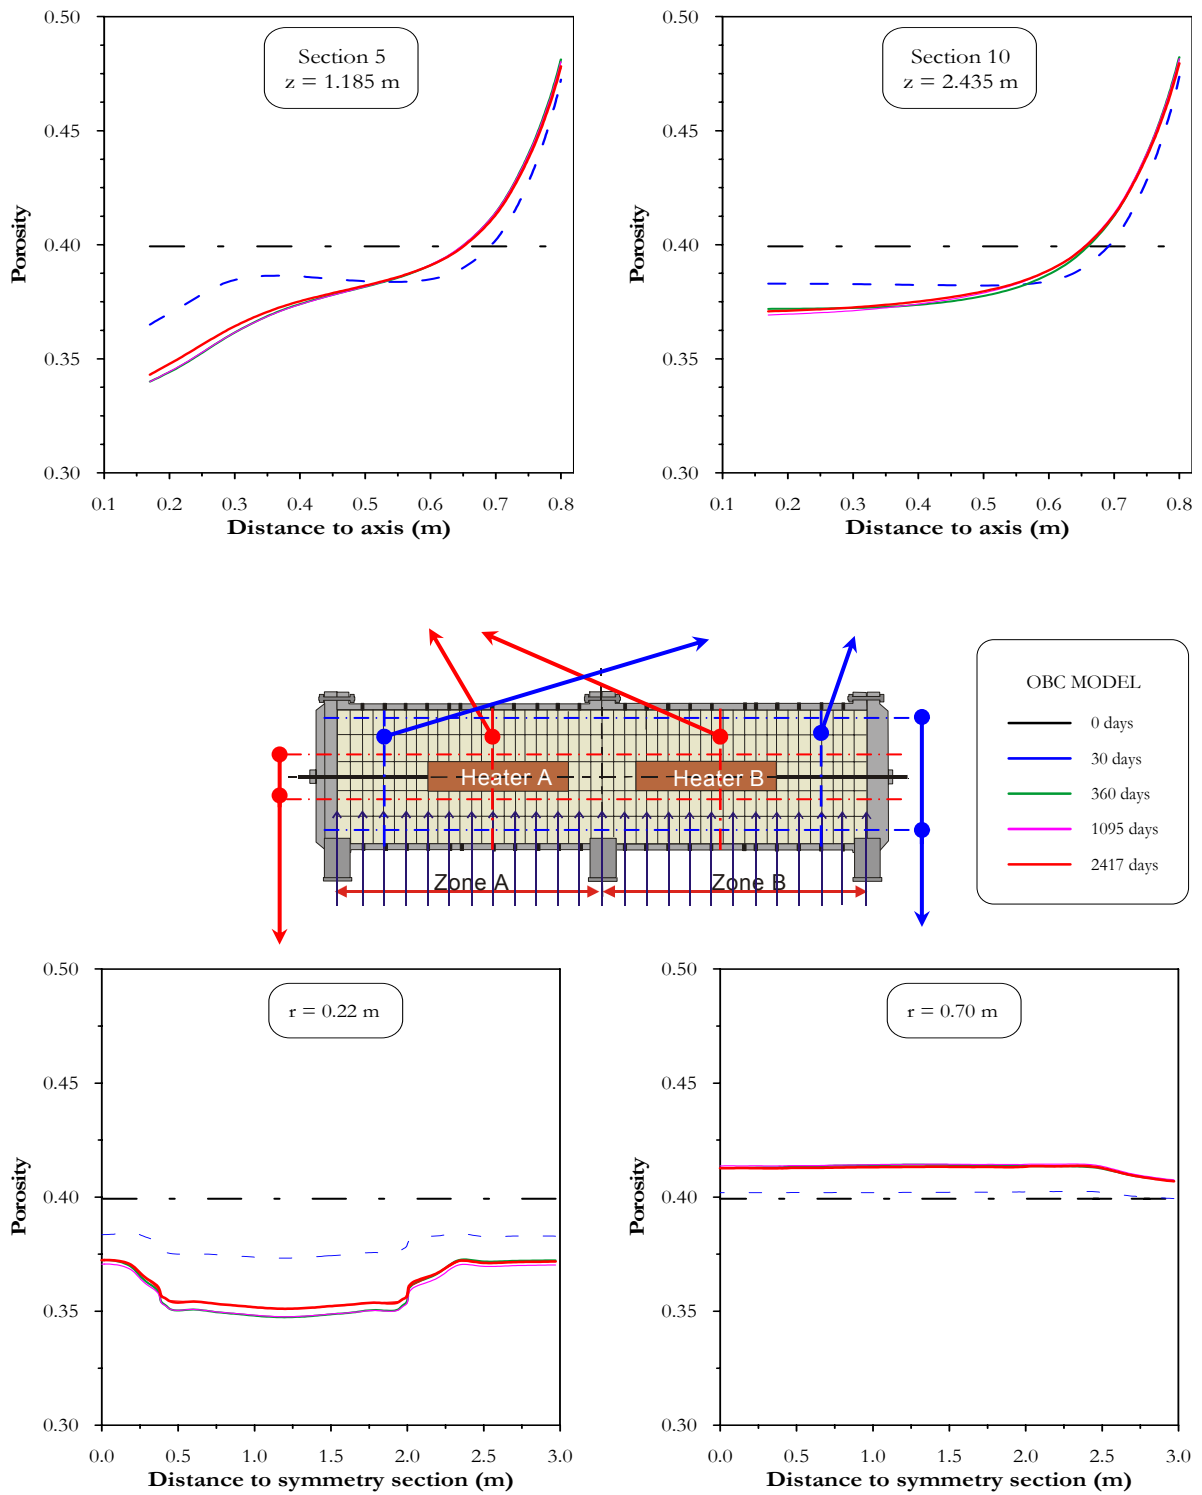 0.50
0.45
0.40
0.35
0.30
Porosity
Section 5
z = 1.185 m
0.1 0.2 0.3 0.4 0.5 0.6 0.7 0.8
Distance to axis (m)
0.50
0.45
0.40
0.35
0.30
Porosity
Section 10
z = 2.435 m
0.1 0.2 0.3 0.4 0.5 0.6 0.7 0.8
Distance to axis (m)
Heater A
Heater B
Zone A
Zone B
OBC MODEL
0 days
30 days
360 days
1095 days
2417 days
0.50
0.45
0.40
0.35
0.30
Porosity
r = 0.22 m
0.0 0.5 1.0 1.5 2.0 2.5 3.0
Distance to symmetry section (m)
0.50
0.45
0.40
0.35
0.30
Porosity
r = 0.70 m
0.0 0.5 1.0 1.5 2.0 2.5 3.0
Distance to symmetry section (m)